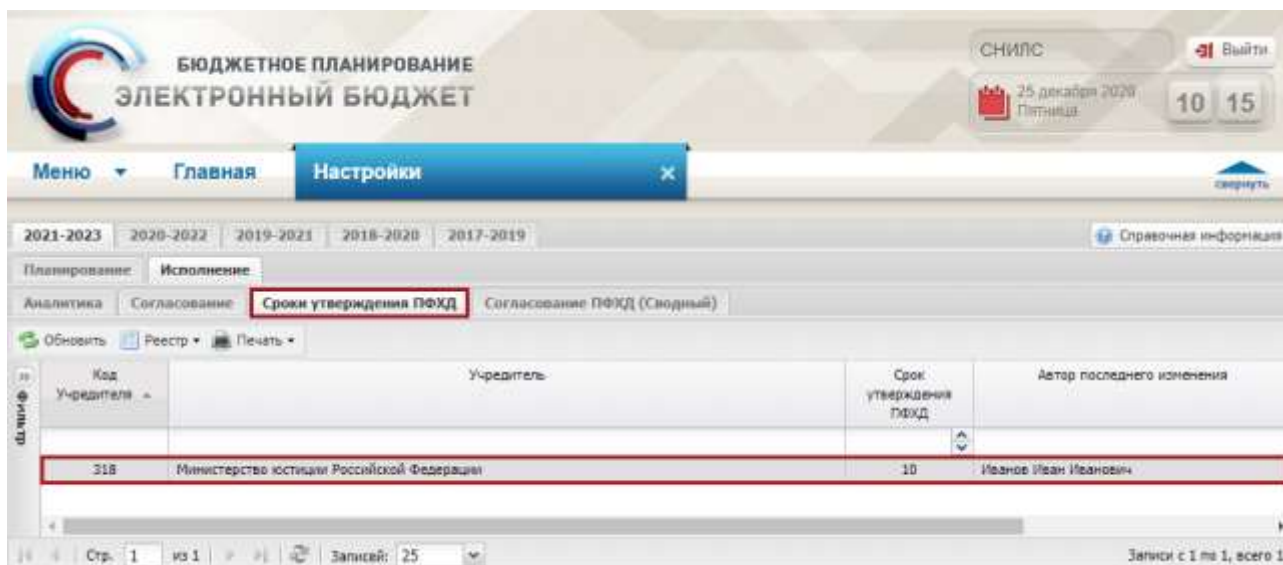 БЮДЖЕТНОЕ ПЛАНИРОВАНИЕ
ЭЛЕКТРОННЫЙ БЮДЖЕТ
СНИЛС
Выйти
25 декабря 2020
Пятница
10 15
Меню Главная Настройки
свернуть
2021-2023 2020-2022 2019-2021 2018-2020 2017-2019 Справочная информация
Планирование Исполнение
Аналитика Согласование Сроки утверждения ПФХД Согласование ПФХД (Сводный)
Обновить Реестр Печать
Фильтр
Код Учредителя
Учредитель
Срок утверждения ПФХД
Автор последнего изменения
318 Министерство юстиции Российской Федерации 10 Иванов Иван Иванович
Стр. 1 из 1 Записей: 25 Записи с 1 по 1, всего 1